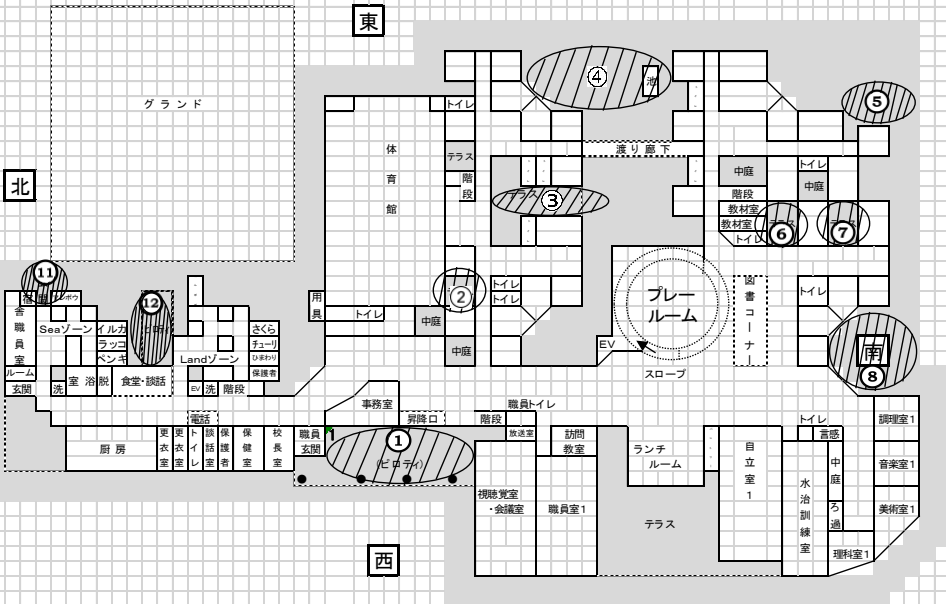 東
④
池
⑤
グランド
トイレ
体育館
渡り廊下
テラス
階段
中庭
トイレ
中庭
北
階段
テラス
③
教材室
教材室
トイレ
⑥
⑦
⑪
⑫
②
トイレ
トイレ
中庭
中庭
用具
トイレ
プレー
ルーム
図書コーナー
トイレ
EV
スロープ
南
⑧
舎職員室
Seaゾーン
イルカ
ラッコ
ペンギ
Landゾーン
さくら
チューリ
ひまわり
保護者
ルーム
玄関
洗
室
浴
脱
食堂・談話
EV
洗
階段
事務室
昇降口
階段
職員トイレ
電話
厨房
更衣室
更衣室
トイレ
談話室
保護者
保健室
校長室
職員
玄関
①
(ピロティ)
放送室
訪問
教室
ランチ
ルーム
視聴覚室
・会議室
職員室1
テラス
自立室1
トイレ
言感
水治訓練室
中庭
ろ過
調理室1
音楽室1
美術室1
理科室1
西